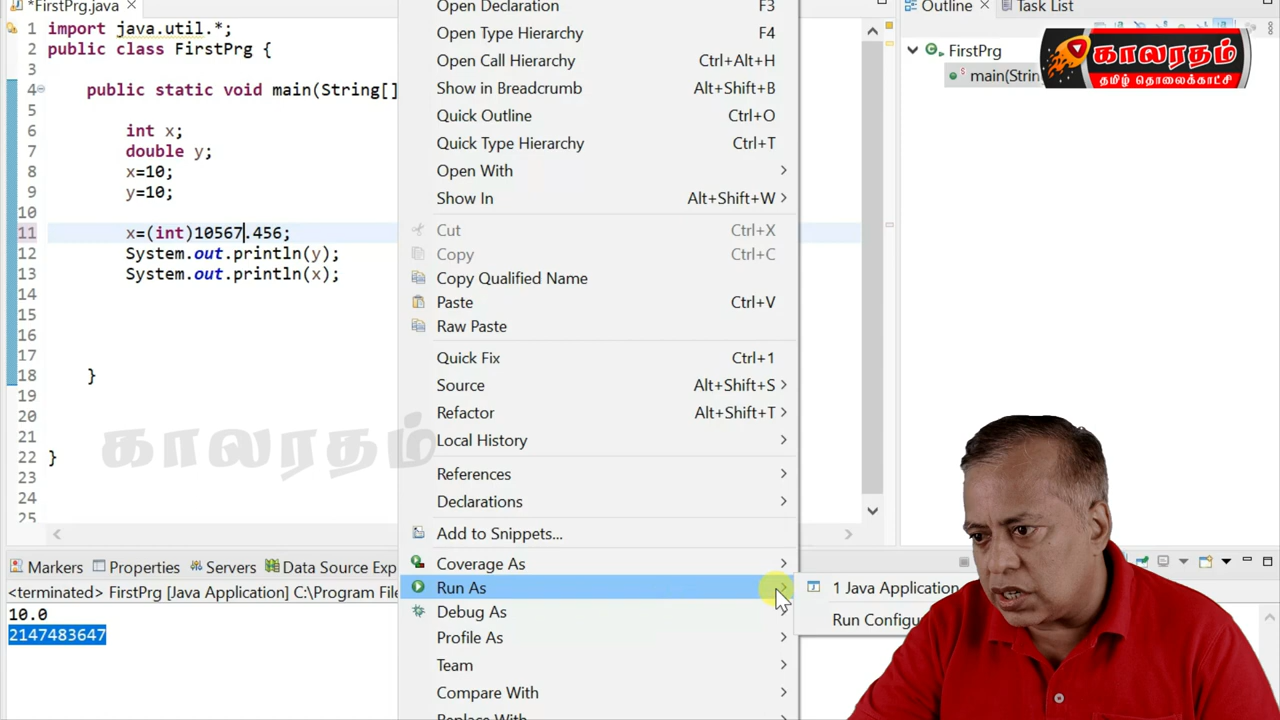 *FirstPrg.java
1 import java.util.*;
2 public class FirstPrg {
3
4 public static void main(String[]
5
6 int x;
7 double y;
8 x=10;
9 y=10;
10
11 x=(int)10567.456;
12 System.out.println(y);
13 System.out.println(x);
14
15
16
17
18 }
19
20
21
22 }
23
24
25
காலரதம்
Open Declaration F3
Open Type Hierarchy F4
Open Call Hierarchy Ctrl+Alt+H
Show in Breadcrumb Alt+Shift+B
Quick Outline Ctrl+O
Quick Type Hierarchy Ctrl+T
Open With
Show In Alt+Shift+W
Cut Ctrl+X
Copy Ctrl+C
Copy Qualified Name
Paste Ctrl+V
Raw Paste
Quick Fix Ctrl+1
Source Alt+Shift+S
Refactor Alt+Shift+T
Local History
References
Declarations
Add to Snippets...
Coverage As
Run As
Debug As
Profile As
Team
Compare With
Replace With
1 Java Application
Run Configu
Outline Task List
FirstPrg
main(Strin
காலரதம்
தமிழ் தொலைக்காட்சி
Markers Properties Servers Data Source Exp
<terminated> FirstPrg [Java Application] C:\Program File
10.0
2147483647